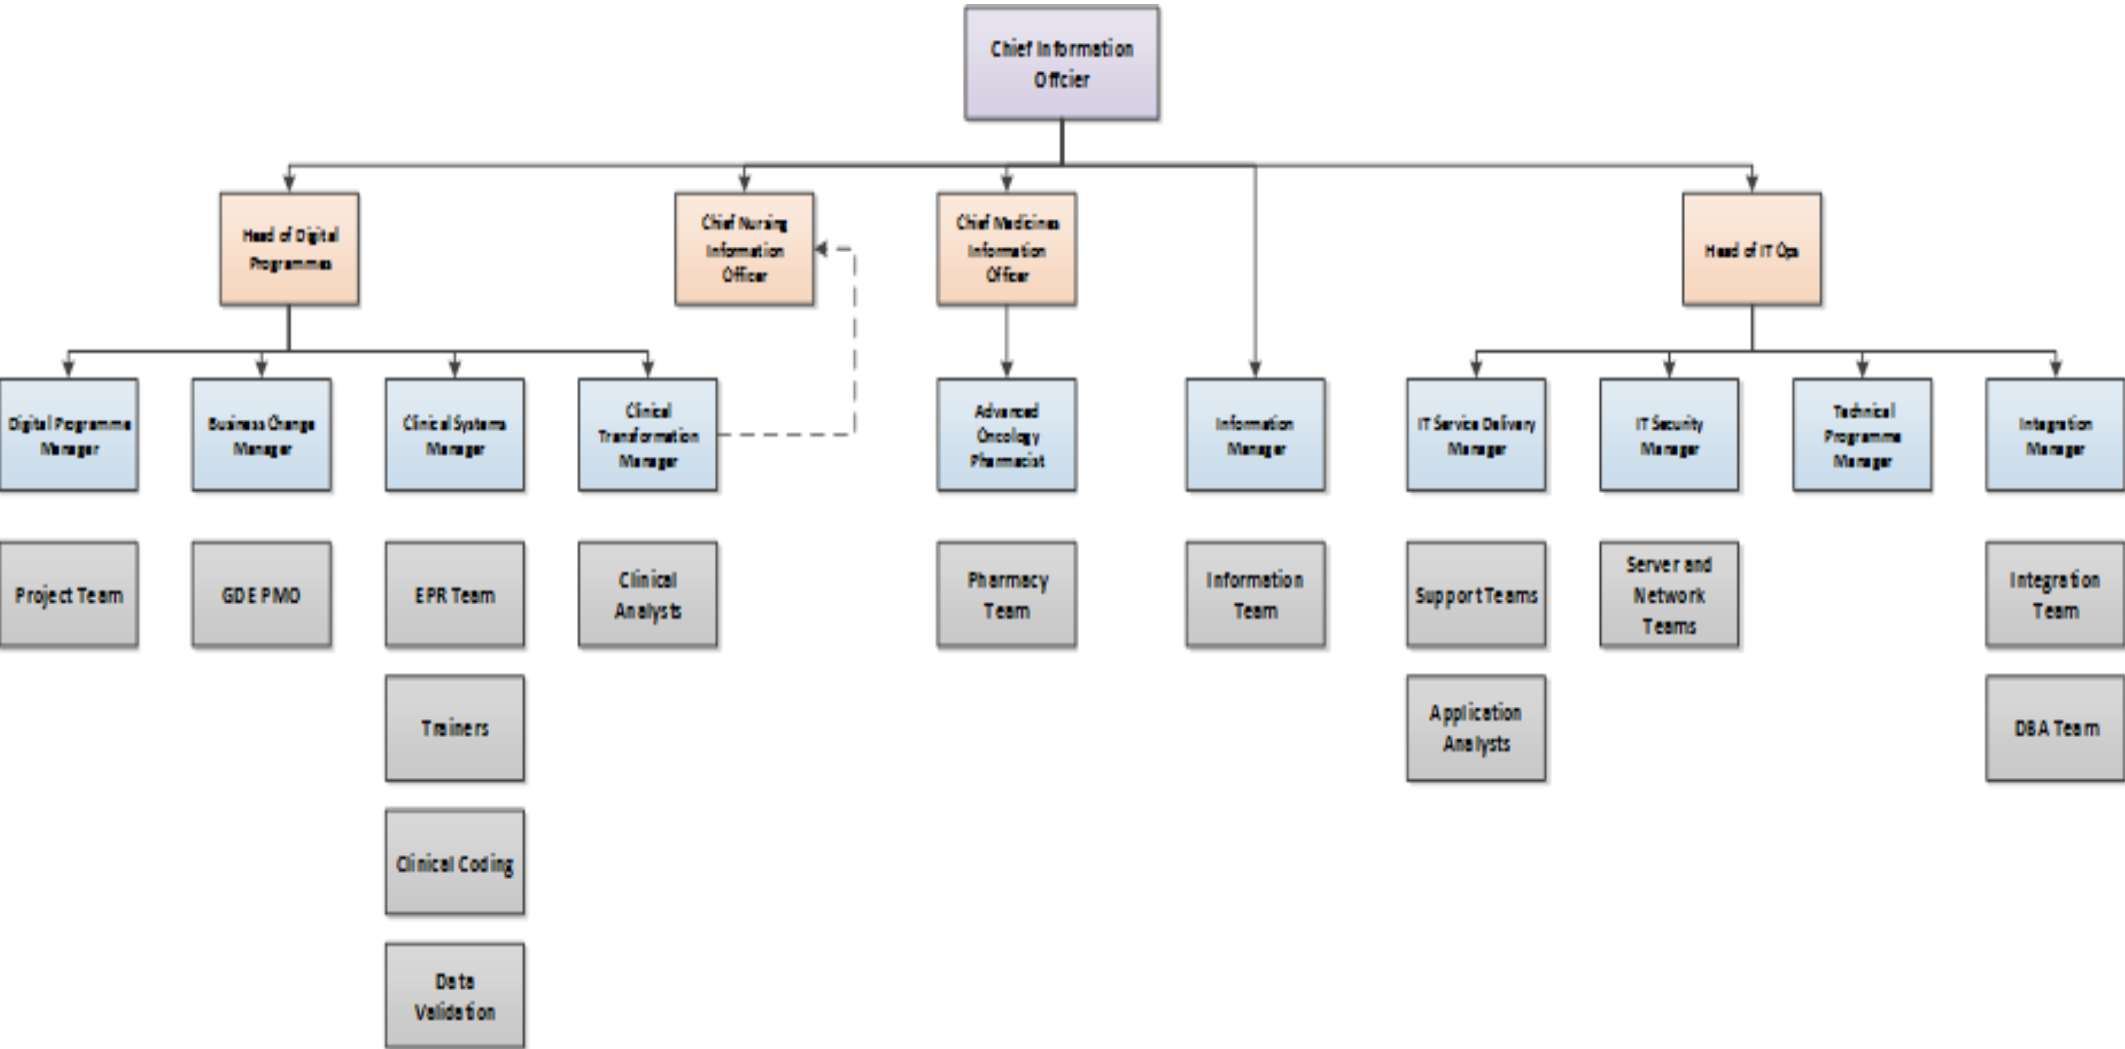 Chief Information
Offcier
Head of Digital
Programmes
Chief Nursing
Information
Officer
Chief Medicines
Information
Officer
Head of IT Ops
Digital Programme
Manager
Business Change
Manager
Clinical Systems
Manager
Clinical
Transformation
Manager
Advanced
Oncology
Pharmacist
Information
Manager
IT Service Delivery
Manager
IT Security
Manager
Technical
Programme
Manager
Integration
Manager
Project Team
GDE PMO
EPR Team
Clinical
Analysts
Pharmacy
Team
Information
Team
Support Teams
Server and
Network
Teams
Integration
Team
Trainers
Application
Analysts
DBA Team
Clinical Coding
Data
Validation